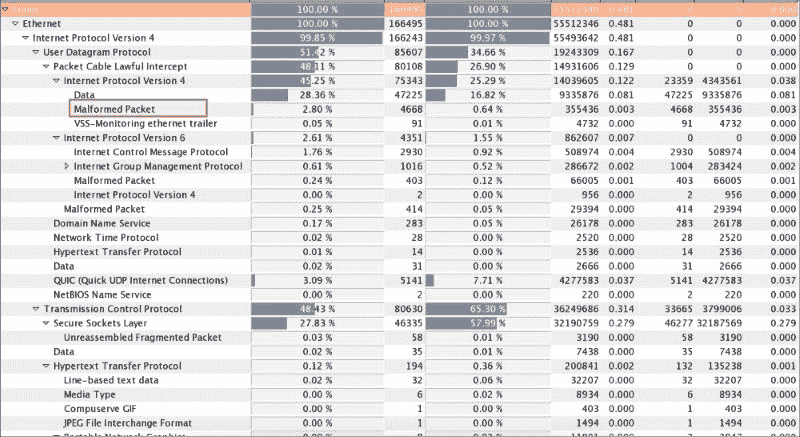 Frame 100.00 % 166495 100.00 % 55512346 0.481 0 0 0.000
Ethernet 100.00 % 166495 100.00 % 55512346 0.481 0 0 0.000
Internet Protocol Version 4 99.85 % 166243 99.97 % 55493642 0.481 0 0 0.000
User Datagram Protocol 51.42 % 85607 34.66 % 19243309 0.167 0 0 0.000
Packet Cable Lawful Intercept 48.11 % 80108 26.90 % 14931606 0.129 0 0 0.000
Internet Protocol Version 4 45.25 % 75343 25.29 % 14039605 0.122 23359 4343561 0.038
Data 28.36 % 47225 16.82 % 9335876 0.081 47225 9335876 0.081
Malformed Packet 2.80 % 4668 0.64 % 355436 0.003 4668 355436 0.003
VSS-Monitoring ethernet trailer 0.05 % 91 0.01 % 4732 0.000 91 4732 0.000
Internet Protocol Version 6 2.61 % 4351 1.55 % 862607 0.007 0 0 0.000
Internet Control Message Protocol 1.76 % 2930 0.92 % 508974 0.004 2930 508974 0.004
Internet Group Management Protocol 0.61 % 1016 0.52 % 286672 0.002 1004 283424 0.002
Malformed Packet 0.24 % 403 0.12 % 66005 0.001 403 66005 0.001
Internet Protocol Version 4 0.00 % 2 0.00 % 956 0.000 2 956 0.000
Malformed Packet 0.25 % 414 0.05 % 29394 0.000 414 29394 0.000
Domain Name Service 0.17 % 283 0.05 % 26178 0.000 283 26178 0.000
Network Time Protocol 0.02 % 28 0.00 % 2520 0.000 28 2520 0.000
Hypertext Transfer Protocol 0.01 % 14 0.00 % 2536 0.000 14 2536 0.000
Data 0.02 % 31 0.00 % 2666 0.000 31 2666 0.000
QUIC (Quick UDP Internet Connections) 3.09 % 5141 7.71 % 4277583 0.037 5141 4277583 0.037
NetBIOS Name Service 0.00 % 2 0.00 % 220 0.000 2 220 0.000
Transmission Control Protocol 48.43 % 80630 65.30 % 36249686 0.314 33665 3799006 0.033
Secure Sockets Layer 27.83 % 46335 57.99 % 32190759 0.279 46277 32187569 0.279
Unreassembled Fragmented Packet 0.03 % 58 0.01 % 3190 0.000 58 3190 0.000
Data 0.02 % 35 0.01 % 7438 0.000 35 7438 0.000
Hypertext Transfer Protocol 0.12 % 194 0.36 % 200841 0.002 132 135238 0.001
Line-based text data 0.02 % 32 0.06 % 32207 0.000 32 32207 0.000
Media Type 0.00 % 6 0.02 % 8934 0.000 6 8934 0.000
Compuserve GIF 0.00 % 1 0.00 % 403 0.000 1 403 0.000
JPEG File Interchange Format 0.00 % 1 0.00 % 1494 0.000 1 1494 0.000